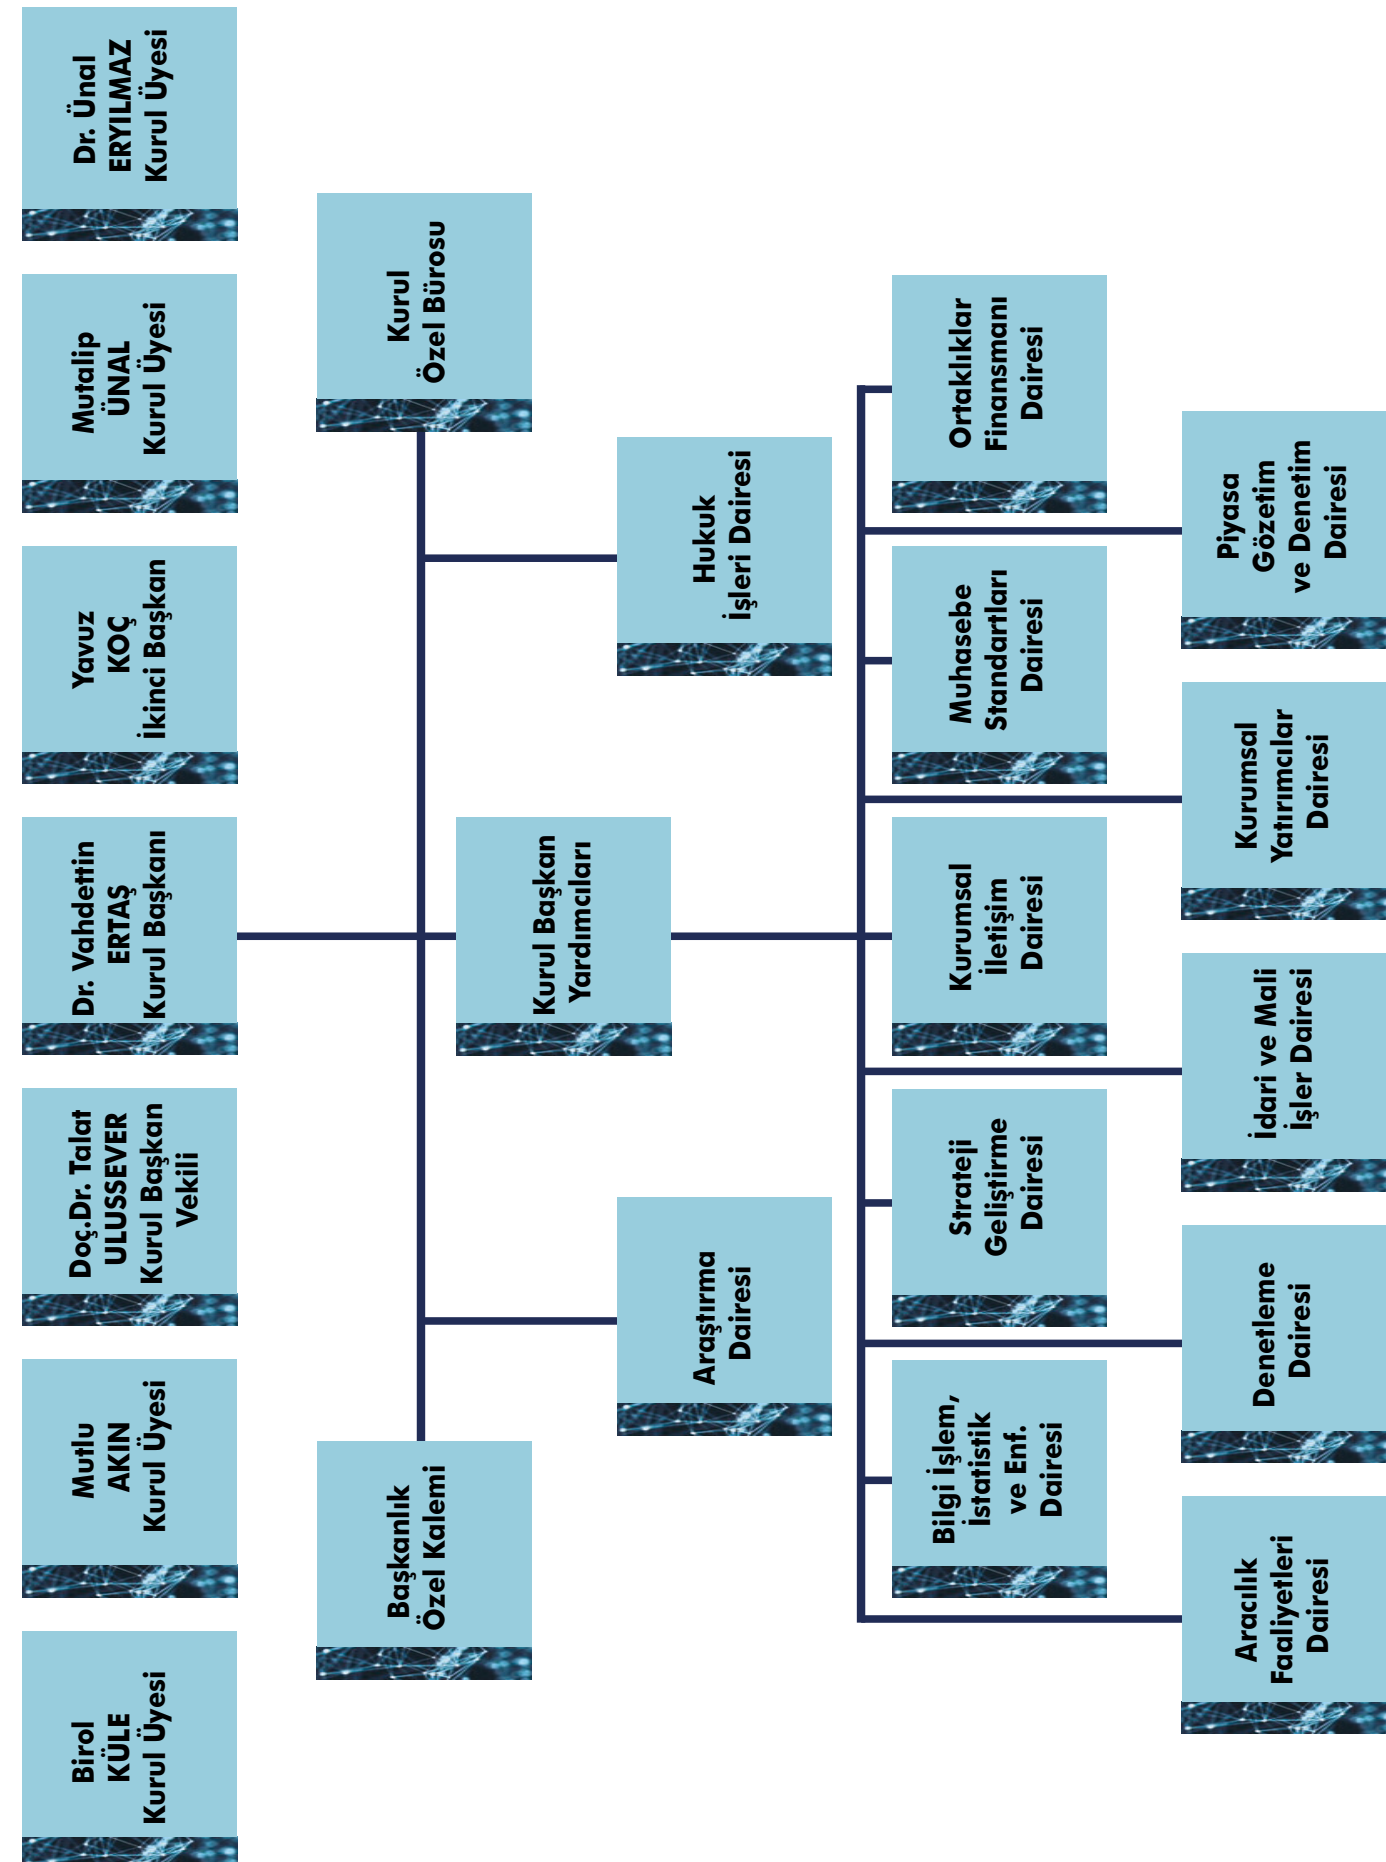 Birol
KÜLE
Kurul Üyesi
Mutlu
AKIN
Kurul Üyesi
Doç.Dr. Talat
ULUSSEVER
Kurul Başkan
Vekili
Dr. Vahdettin
ERTAŞ
Kurul Başkanı
Yavuz
KOÇ
İkinci Başkan
Mutalip
ÜNAL
Kurul Üyesi
Dr. Ünal
ERYILMAZ
Kurul Üyesi
Başkanlık
Özel Kalemi
Kurul
Özel Bürosu
Kurul Başkan
Yardımcıları
Araştırma
Dairesi
Hukuk
İşleri Dairesi
Bilgi İşlem,
İstatistik
ve Enf.
Dairesi
Strateji
Geliştirme
Dairesi
Kurumsal
İletişim
Dairesi
Muhasebe
Standartları
Dairesi
Ortaklıklar
Finansmanı
Dairesi
Aracılık
Faaliyetleri
Dairesi
Denetleme
Dairesi
İdari ve Mali
İşler Dairesi
Kurumsal
Yatırımcılar
Dairesi
Piyasa
Gözetim
ve Denetim
Dairesi